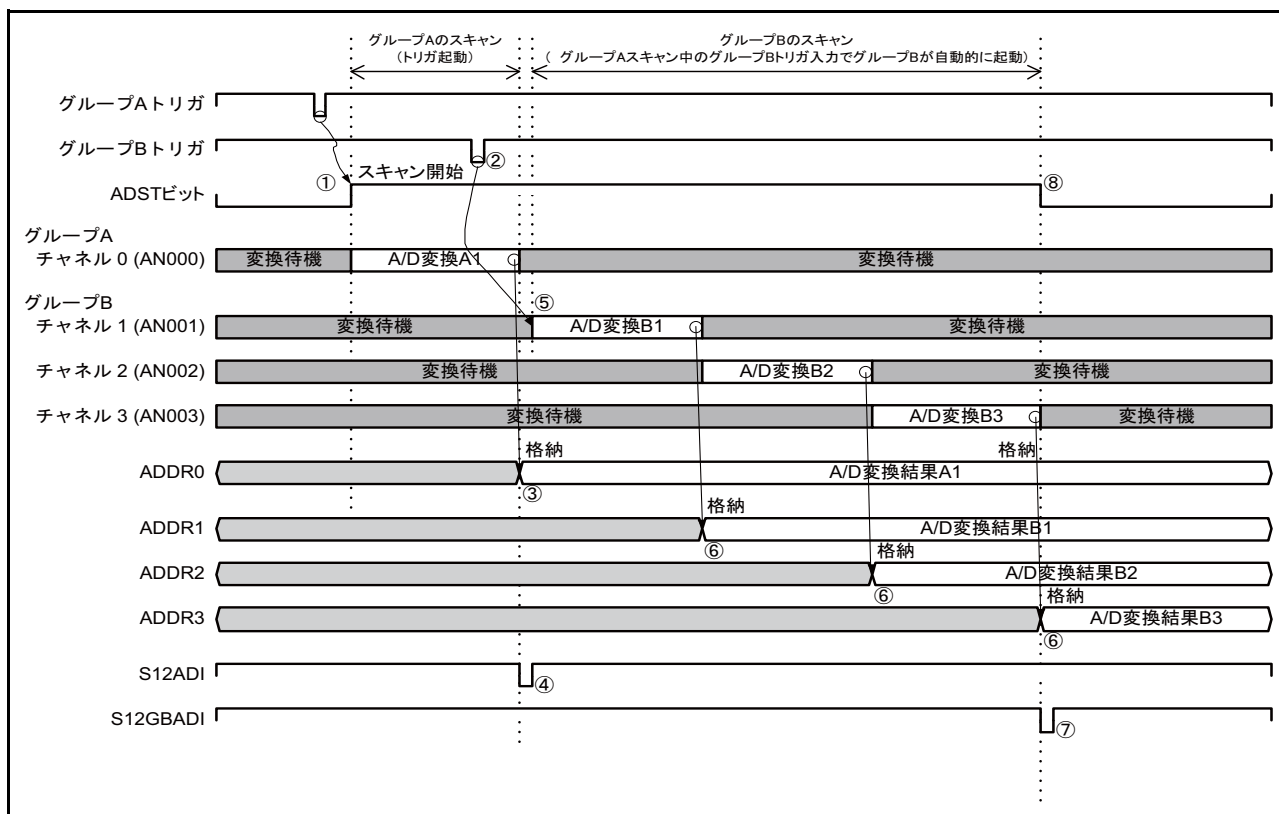 グループAのスキャン
(トリガ起動)
グループBのスキャン
( グループAスキャン中のグループBトリガ入力でグループBが自動的に起動)
グループAトリガ
グループBトリガ
②
① スキャン開始 ⑧
ADSTビット
グループA
チャネル 0 (AN000) 変換待機 A/D変換A1 変換待機
グループB ⑤
チャネル 1 (AN001) 変換待機 A/D変換B1 変換待機
チャネル 2 (AN002) 変換待機 A/D変換B2 変換待機
チャネル 3 (AN003) 変換待機 A/D変換B3 変換待機
格納 格納
ADDR0 A/D変換結果A1
③
格納
ADDR1 A/D変換結果B1
⑥ 格納
ADDR2 A/D変換結果B2
⑥ 格納
ADDR3 A/D変換結果B3
⑥
S12ADI ④
S12GBADI ⑦